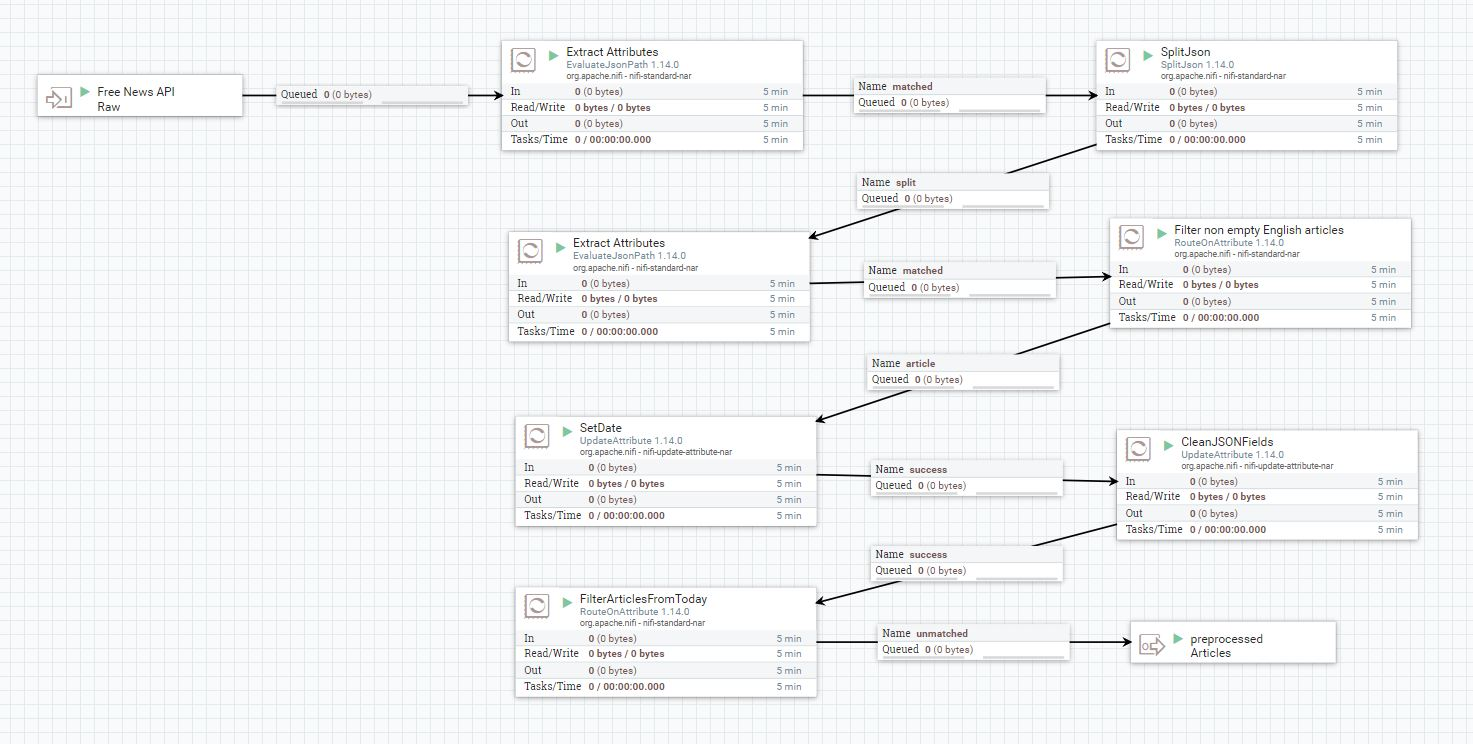 Free News API
Raw
Queued 0 (0 bytes)
Extract Attributes
EvaluateJsonPath 1.14.0
org.apache.nifi - nifi-standard-nar
In 0 (0 bytes) 5 min
Read/Write 0 bytes / 0 bytes 5 min
Out 0 (0 bytes) 5 min
Tasks/Time 0 / 00:00:00.000 5 min
Name matched
Queued 0 (0 bytes)
SplitJson
SplitJson 1.14.0
org.apache.nifi - nifi-standard-nar
In 0 (0 bytes) 5 min
Read/Write 0 bytes / 0 bytes 5 min
Out 0 (0 bytes) 5 min
Tasks/Time 0 / 00:00:00.000 5 min
Name split
Queued 0 (0 bytes)
Extract Attributes
EvaluateJsonPath 1.14.0
org.apache.nifi - nifi-standard-nar
In 0 (0 bytes) 5 min
Read/Write 0 bytes / 0 bytes 5 min
Out 0 (0 bytes) 5 min
Tasks/Time 0 / 00:00:00.000 5 min
Name matched
Queued 0 (0 bytes)
Filter non empty English articles
RouteOnAttribute 1.14.0
org.apache.nifi - nifi-standard-nar
In 0 (0 bytes) 5 min
Read/Write 0 bytes / 0 bytes 5 min
Out 0 (0 bytes) 5 min
Tasks/Time 0 / 00:00:00.000 5 min
Name article
Queued 0 (0 bytes)
SetDate
UpdateAttribute 1.14.0
org.apache.nifi - nifi-update-attribute-nar
In 0 (0 bytes) 5 min
Read/Write 0 bytes / 0 bytes 5 min
Out 0 (0 bytes) 5 min
Tasks/Time 0 / 00:00:00.000 5 min
Name success
Queued 0 (0 bytes)
CleanJSONFields
UpdateAttribute 1.14.0
org.apache.nifi - nifi-update-attribute-nar
In 0 (0 bytes) 5 min
Read/Write 0 bytes / 0 bytes 5 min
Out 0 (0 bytes) 5 min
Tasks/Time 0 / 00:00:00.000 5 min
Name success
Queued 0 (0 bytes)
FilterArticlesFromToday
RouteOnAttribute 1.14.0
org.apache.nifi - nifi-standard-nar
In 0 (0 bytes) 5 min
Read/Write 0 bytes / 0 bytes 5 min
Out 0 (0 bytes) 5 min
Tasks/Time 0 / 00:00:00.000 5 min
Name unmatched
Queued 0 (0 bytes)
preprocessed
Articles